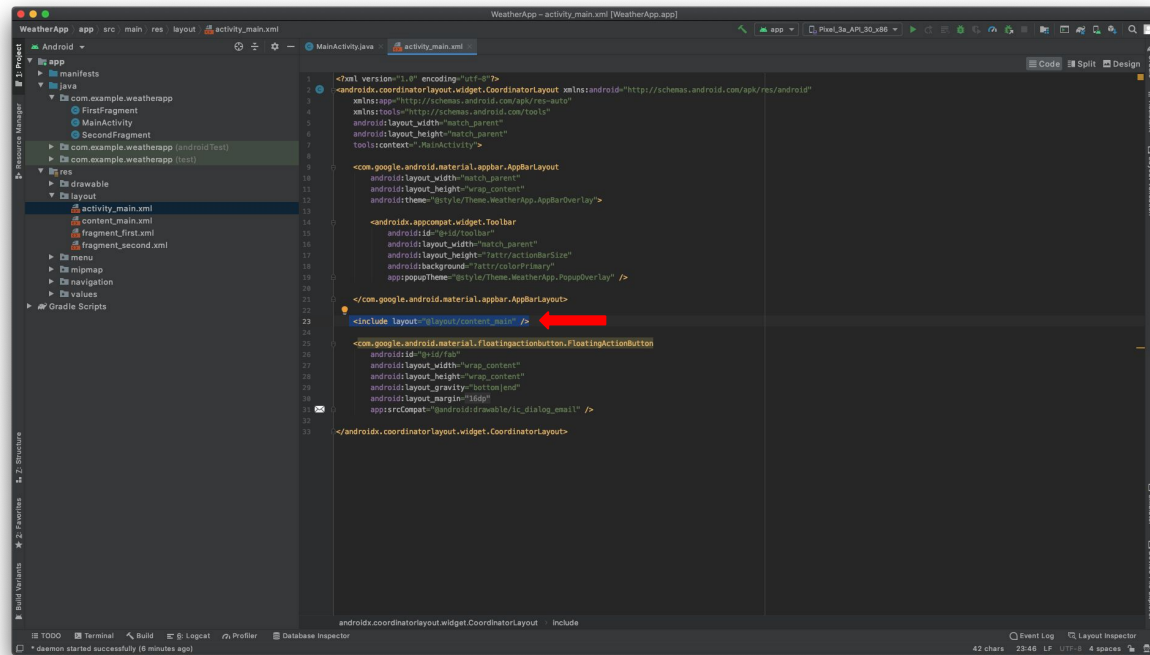 WeatherApp – activity_main.xml [WeatherApp.app]
WeatherApp app src main res layout activity_main.xml
app Pixel_3a_API_30_x86
Android
MainActivity.java activity_main.xml
Code Split Design
1: Project
Resource Manager
Z: Structure
2: Favorites
Build Variants
app
manifests
java
com.example.weatherapp
FirstFragment
MainActivity
SecondFragment
com.example.weatherapp (androidTest)
com.example.weatherapp (test)
res
drawable
layout
activity_main.xml
content_main.xml
fragment_first.xml
fragment_second.xml
menu
mipmap
navigation
values
Gradle Scripts
1 <?xml version="1.0" encoding="utf-8"?>
2 <androidx.coordinatorlayout.widget.CoordinatorLayout xmlns:android="http://schemas.android.com/apk/res/android"
3 xmlns:app="http://schemas.android.com/apk/res-auto"
4 xmlns:tools="http://schemas.android.com/tools"
5 android:layout_width="match_parent"
6 android:layout_height="match_parent"
7 tools:context=".MainActivity">
8
9 <com.google.android.material.appbar.AppBarLayout
10 android:layout_width="match_parent"
11 android:layout_height="wrap_content"
12 android:theme="@style/Theme.WeatherApp.AppBarOverlay">
13
14 <androidx.appcompat.widget.Toolbar
15 android:id="@+id/toolbar"
16 android:layout_width="match_parent"
17 android:layout_height="?attr/actionBarSize"
18 android:background="?attr/colorPrimary"
19 app:popupTheme="@style/Theme.WeatherApp.PopupOverlay" />
20
21 </com.google.android.material.appbar.AppBarLayout>
22
23 <include layout="@layout/content_main" />
24
25 <com.google.android.material.floatingactionbutton.FloatingActionButton
26 android:id="@+id/fab"
27 android:layout_width="wrap_content"
28 android:layout_height="wrap_content"
29 android:layout_gravity="bottom|end"
30 android:layout_margin="16dp"
31 app:srcCompat="@android:drawable/ic_dialog_email" />
32
33 </androidx.coordinatorlayout.widget.CoordinatorLayout>
androidx.coordinatorlayout.widget.CoordinatorLayout › include
TODO Terminal Build 6: Logcat Profiler Database Inspector Event Log Layout Inspector
* daemon started successfully (6 minutes ago) 42 chars 23:46 LF UTF-8 4 spaces